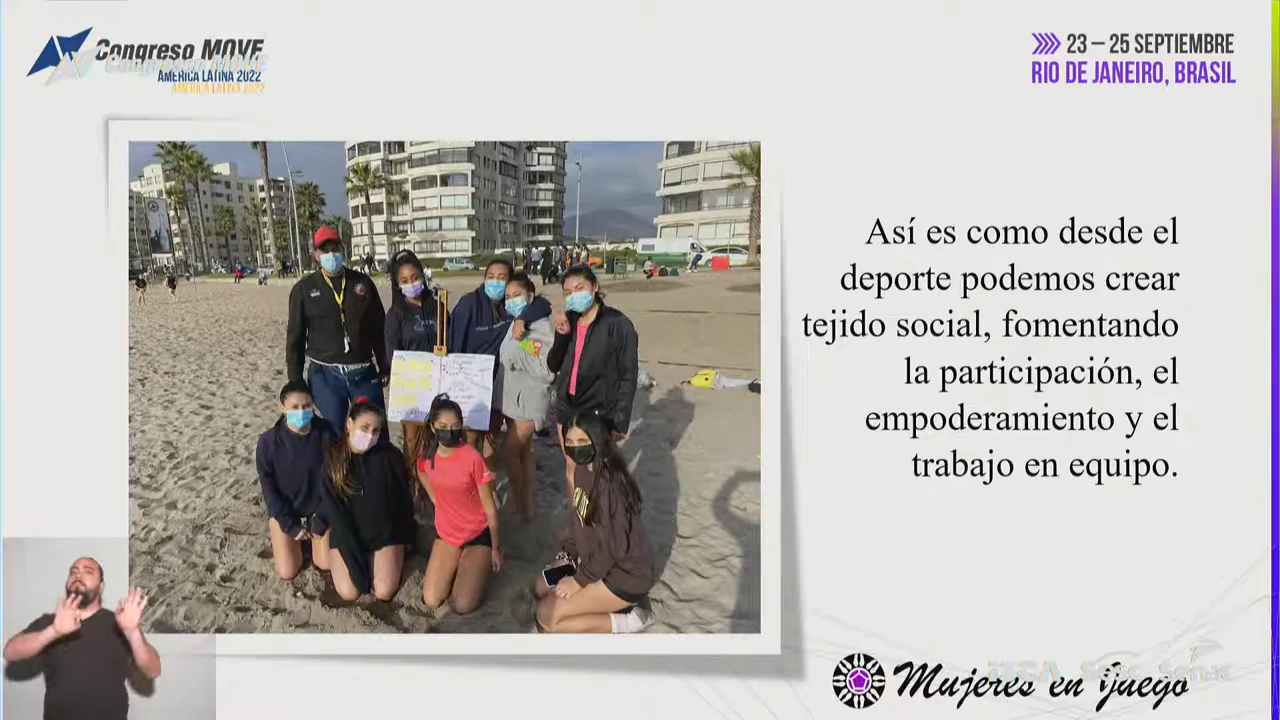 Congreso MOVE
AMÉRICA LATINA 2022
23 – 25 SEPTIEMBRE
RIO DE JANEIRO, BRASIL
Así es como desde el
deporte podemos crear
tejido social, fomentando
la participación, el
empoderamiento y el
trabajo en equipo.
Mujeres en Juego